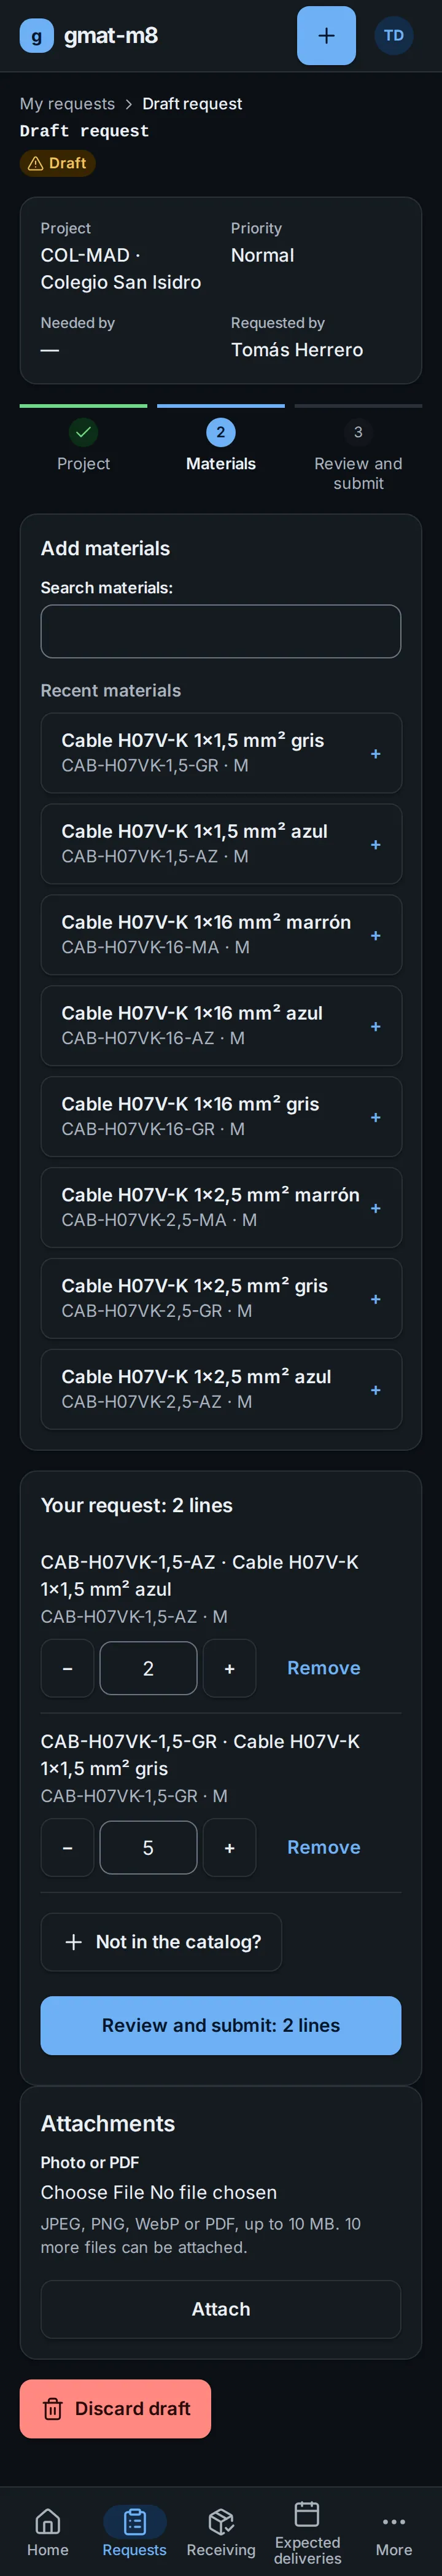 g gmat-m8 + TD
My requests > Draft request
Draft request
Draft
Project Priority
COL-MAD · Normal
Colegio San Isidro
Needed by Requested by
— Tomás Herrero
2 3
Project Materials Review and
submit
Add materials
Search materials:
Recent materials
Cable H07V-K 1×1,5 mm² gris
CAB-H07VK-1,5-GR · M
+
Cable H07V-K 1×1,5 mm² azul
CAB-H07VK-1,5-AZ · M
+
Cable H07V-K 1×16 mm² marrón
CAB-H07VK-16-MA · M
+
Cable H07V-K 1×16 mm² azul
CAB-H07VK-16-AZ · M
+
Cable H07V-K 1×16 mm² gris
CAB-H07VK-16-GR · M
+
Cable H07V-K 1×2,5 mm² marrón
CAB-H07VK-2,5-MA · M
+
Cable H07V-K 1×2,5 mm² gris
CAB-H07VK-2,5-GR · M
+
Cable H07V-K 1×2,5 mm² azul
CAB-H07VK-2,5-AZ · M
+
Your request: 2 lines
CAB-H07VK-1,5-AZ · Cable H07V-K
1×1,5 mm² azul
CAB-H07VK-1,5-AZ · M
− 2 + Remove
CAB-H07VK-1,5-GR · Cable H07V-K
1×1,5 mm² gris
CAB-H07VK-1,5-GR · M
− 5 + Remove
+ Not in the catalog?
Review and submit: 2 lines
Attachments
Photo or PDF
Choose File No file chosen
JPEG, PNG, WebP or PDF, up to 10 MB. 10
more files can be attached.
Attach
Discard draft
Home Requests Receiving Expected
deliveries More